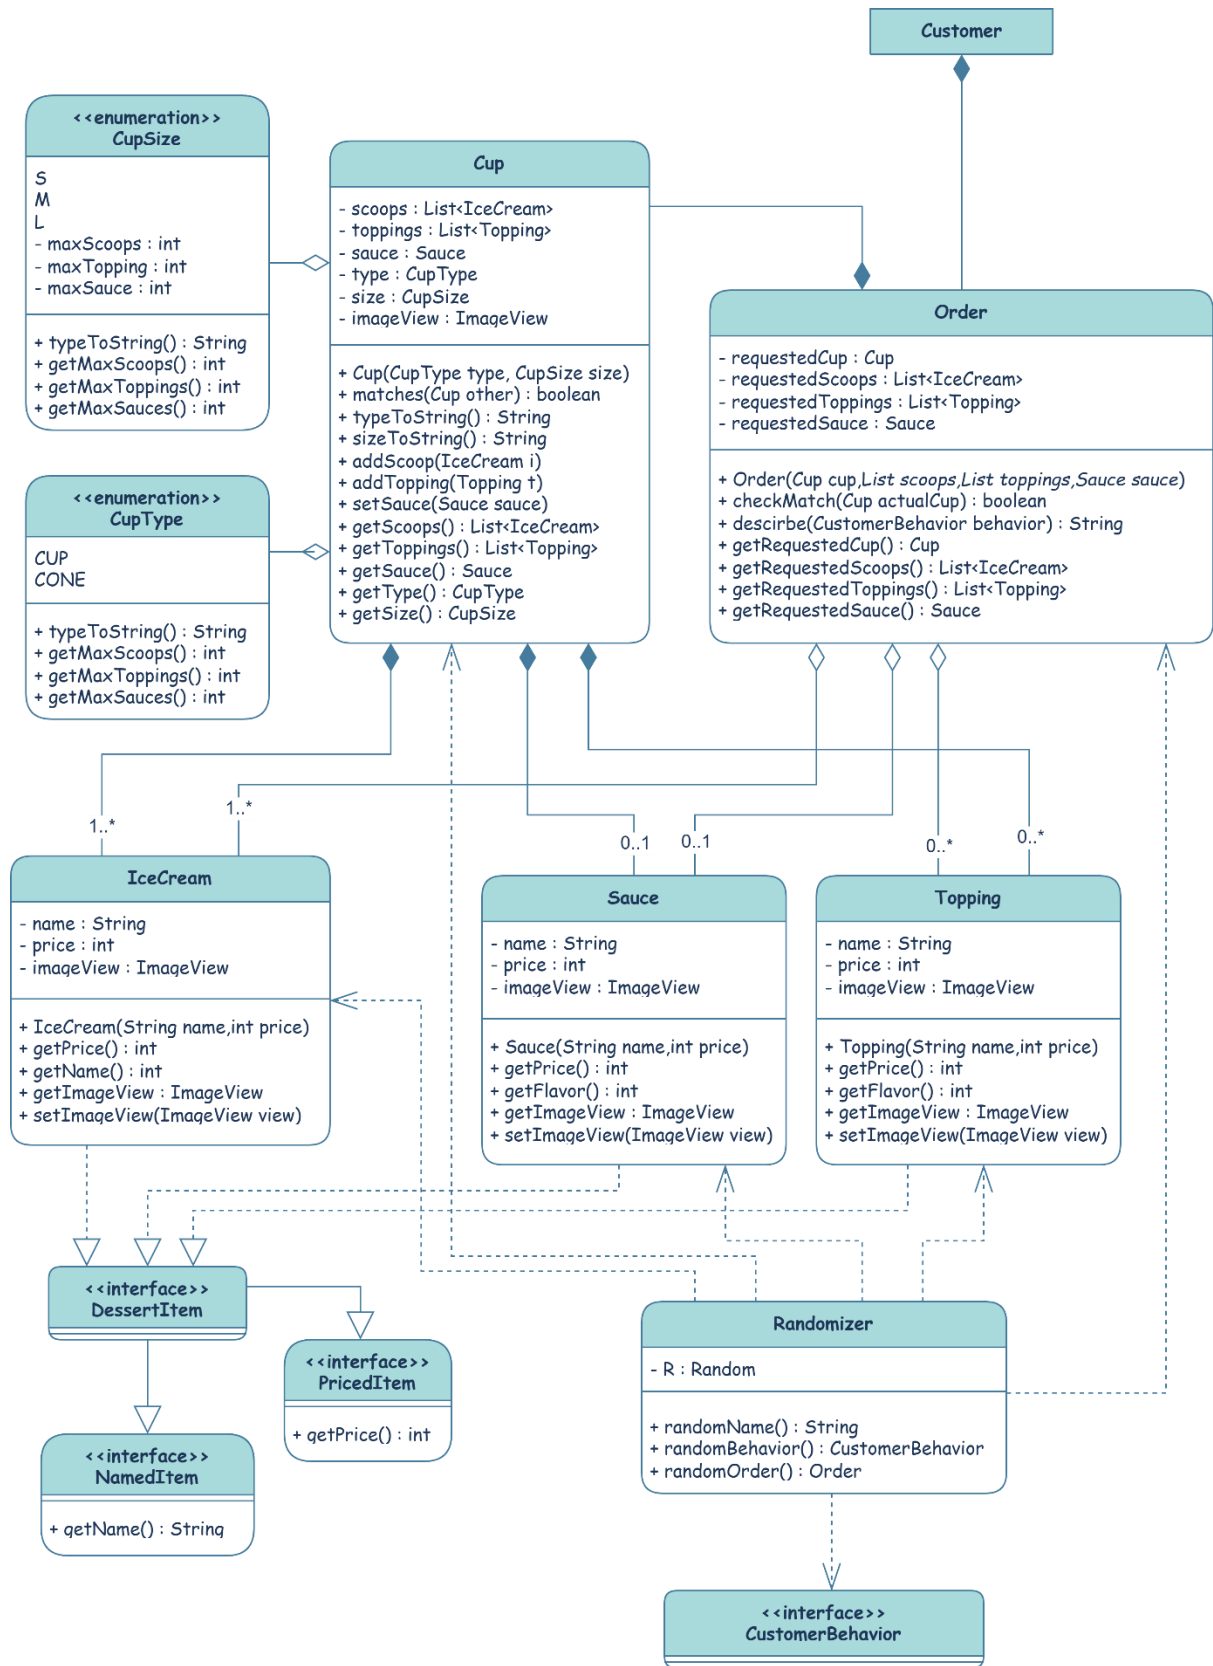 Customer
<<enumeration>>
CupSize
S
M
L
- maxScoops : int
- maxTopping : int
- maxSauce : int
+ typeToString() : String
+ getMaxScoops() : int
+ getMaxToppings() : int
+ getMaxSauces() : int
Cup
- scoops : List<IceCream>
- toppings : List<Topping>
- sauce : Sauce
- type : CupType
- size : CupSize
- imageView : ImageView
+ Cup(CupType type, CupSize size)
+ matches(Cup other) : boolean
+ typeToString() : String
+ sizeToString() : String
+ addScoop(IceCream i)
+ addTopping(Topping t)
+ setSauce(Sauce sauce)
+ getScoops() : List<IceCream>
+ getToppings() : List<Topping>
+ getSauce() : Sauce
+ getType() : CupType
+ getSize() : CupSize
Order
- requestedCup : Cup
- requestedScoops : List<IceCream>
- requestedToppings : List<Topping>
- requestedSauce : Sauce
+ Order(Cup cup,List scoops,List toppings,Sauce sauce)
+ checkMatch(Cup actualCup) : boolean
+ descirbe(CustomerBehavior behavior) : String
+ getRequestedCup() : Cup
+ getRequestedScoops() : List<IceCream>
+ getRequestedToppings() : List<Topping>
+ getRequestedSauce() : Sauce
<<enumeration>>
CupType
CUP
CONE
+ typeToString() : String
+ getMaxScoops() : int
+ getMaxToppings() : int
+ getMaxSauces() : int
1..*
1..*
0..1
0..1
0..*
0..*
IceCream
- name : String
- price : int
- imageView : ImageView
+ IceCream(String name,int price)
+ getPrice() : int
+ getName() : int
+ getImageView : ImageView
+ setImageView(ImageView view)
Sauce
- name : String
- price : int
- imageView : ImageView
+ Sauce(String name,int price)
+ getPrice() : int
+ getFlavor() : int
+ getImageView : ImageView
+ setImageView(ImageView view)
Topping
- name : String
- price : int
- imageView : ImageView
+ Topping(String name,int price)
+ getPrice() : int
+ getFlavor() : int
+ getImageView : ImageView
+ setImageView(ImageView view)
<<interface>>
DessertItem
<<interface>>
PricedItem
+ getPrice() : int
<<interface>>
NamedItem
+ getName() : String
Randomizer
- R : Random
+ randomName() : String
+ randomBehavior() : CustomerBehavior
+ randomOrder() : Order
<<interface>>
CustomerBehavior